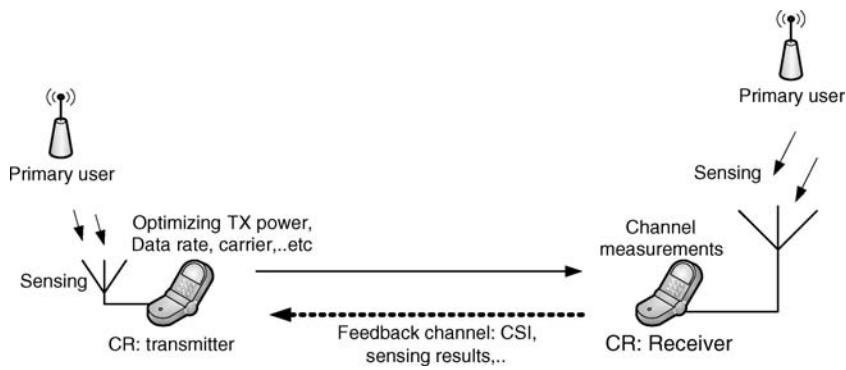 Primary user
Primary user
Sensing
Optimizing TX power,
Data rate, carrier,..etc
Channel
measurements
Sensing
Feedback channel: CSI,
sensing results,..
CR: transmitter
CR: Receiver